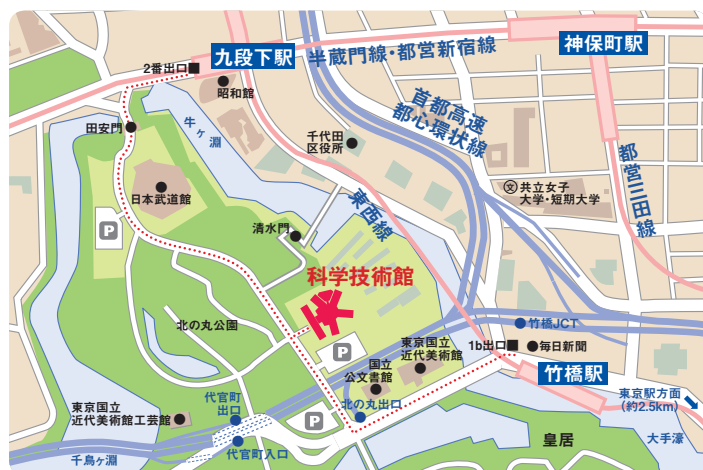 九段下駅
半蔵門線・都営新宿線
神保町駅
2番出口
昭和館
首都高速
都心環状線
牛ヶ淵
田安門
千代田
区役所
都営三田線
文
共立女子
大学・短期大学
日本武道館
東西線
清水門
P
科学技術館
北の丸公園
竹橋JCT
1b出口
毎日新聞
東京国立
近代美術館
P
国立
公文書館
竹橋駅
代官町
出口
東京国立
近代美術館工芸館
北の丸出口
P
東京駅方面
(約2.5km)
代官町入口
皇居
大手濠
千鳥ヶ淵